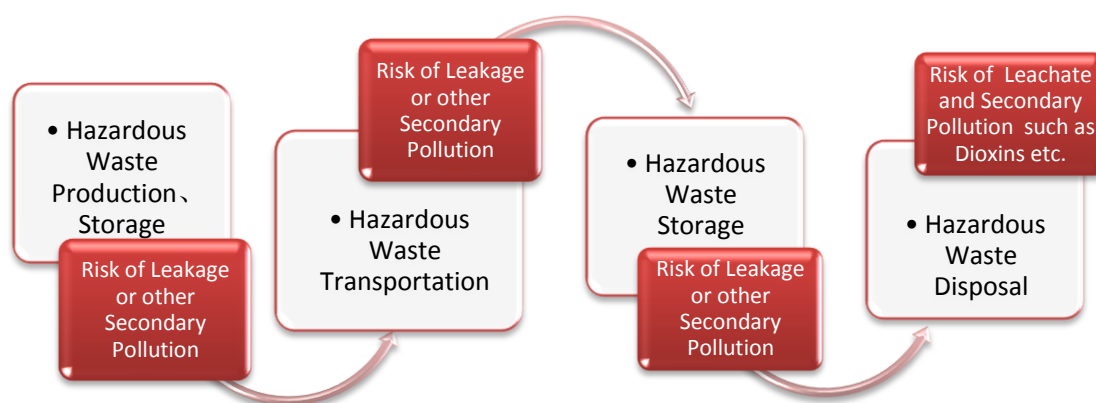 • Hazardous
Waste
Production、
Storage
Risk of Leakage
or other
Secondary
Pollution
Risk of Leakage
or other
Secondary
Pollution
• Hazardous
Waste
Transportation
• Hazardous
Waste
Storage
Risk of Leakage
or other
Secondary
Pollution
Risk of Leachate
and Secondary
Pollution such as
Dioxins etc.
• Hazardous
Waste
Disposal